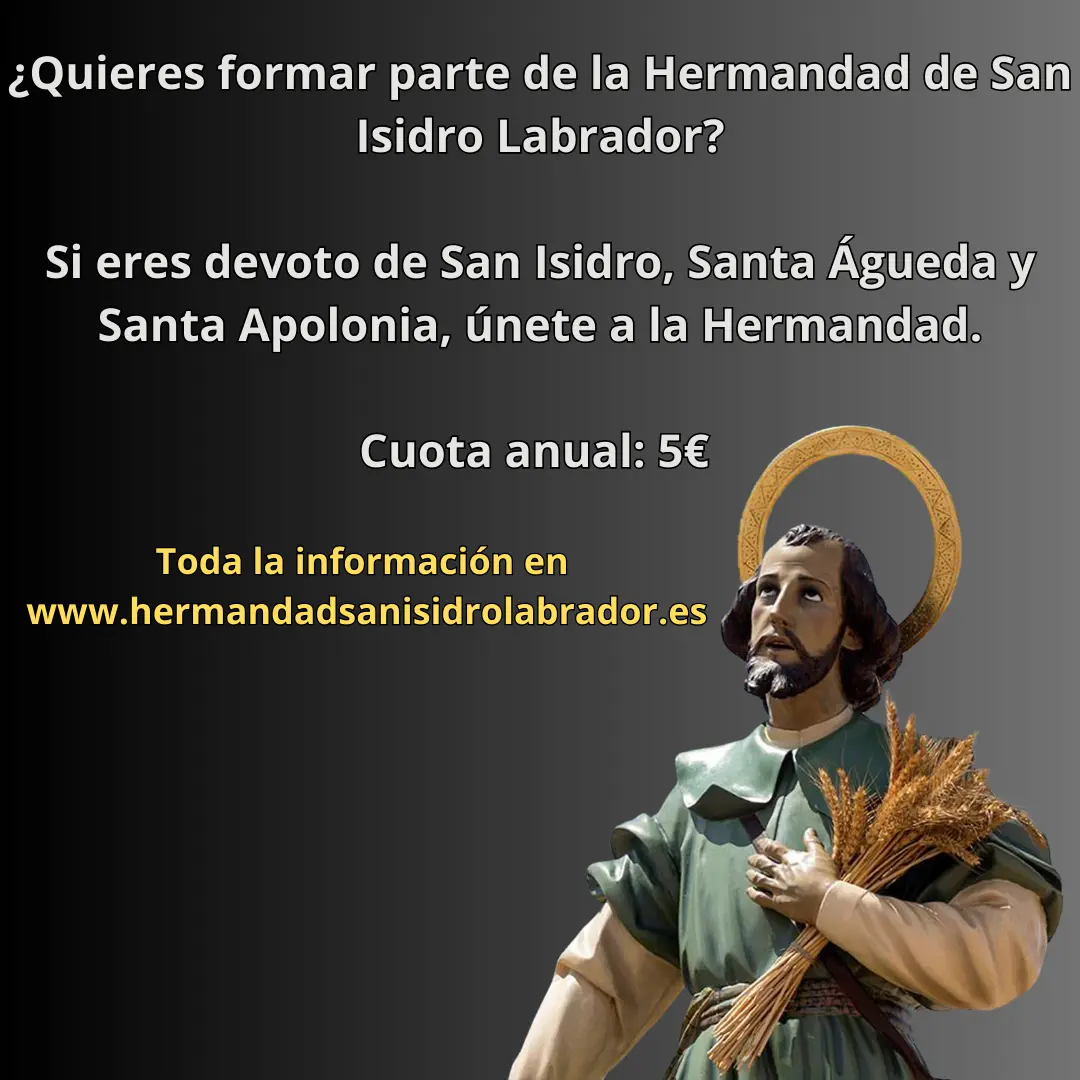 ¿Quieres formar parte de la Hermandad de San
Isidro Labrador?
Si eres devoto de San Isidro, Santa Águeda y
Santa Apolonia, únete a la Hermandad.
Cuota anual: 5€
Toda la información en
www.hermandadsanisidrolabrador.es